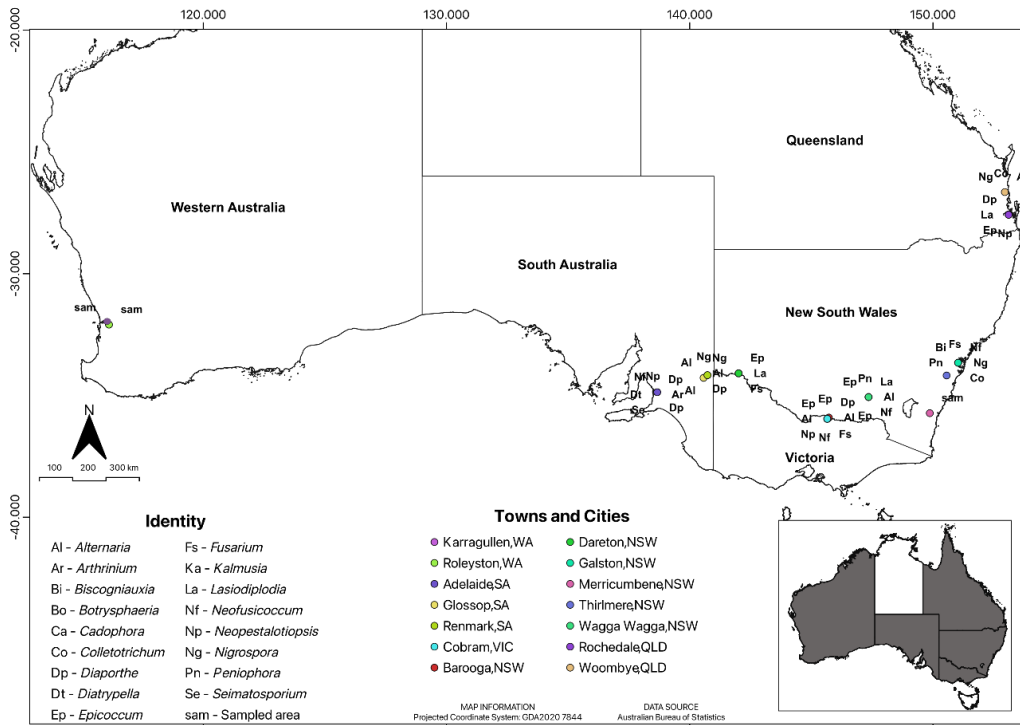 120.000 130.000 140.000 150.000
-20.000
-30.000
-40.000
Queensland
Western Australia
South Australia
New South Wales
Victoria
Co
Ng
A
Dp
La
Ep Np
sam sam
Bi Fs Nf
Pn Ng
Co
sam
Al Ng Ng Ep
Nf Np Dp Al La
Dt Ar Al Dp Fs
Se Dp
Ep Pn La
Ep Ep Dp Al
Al Al Ep Nf
Np Nf Fs
N
100 200 300 km
Identity
Al - Alternaria
Ar - Arthrinium
Bi - Biscogniauxia
Bo - Botrysphaeria
Ca - Cadophora
Co - Colletotrichum
Dp - Diaporthe
Dt - Diatrypella
Ep - Epicoccum
Fs - Fusarium
Ka - Kalmusia
La - Lasiodiplodia
Nf - Neofusicoccum
Np - Neopestalotiopsis
Ng - Nigrospora
Pn - Peniophora
Se - Seimatosporium
sam - Sampled area
Towns and Cities
Karragullen,WA
Roleyston,WA
Adelaide,SA
Glossop,SA
Renmark,SA
Cobram,VIC
Barooga,NSW
Dareton,NSW
Galston,NSW
Merricumbene,NSW
Thirlmere,NSW
Wagga Wagga,NSW
Rochedale,QLD
Woombye,QLD
MAP INFORMATION
Projected Coordinate System: GDA2020 7844
DATA SOURCE
Australian Bureau of Statistics